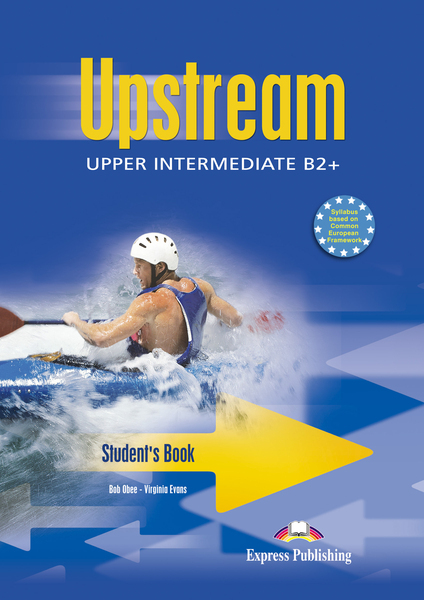 Upstream
UPPER INTERMEDIATE B2+
Syllabus
based on
Common
European
Framework
Student's Book
Bob Obee - Virginia Evans
Express Publishing